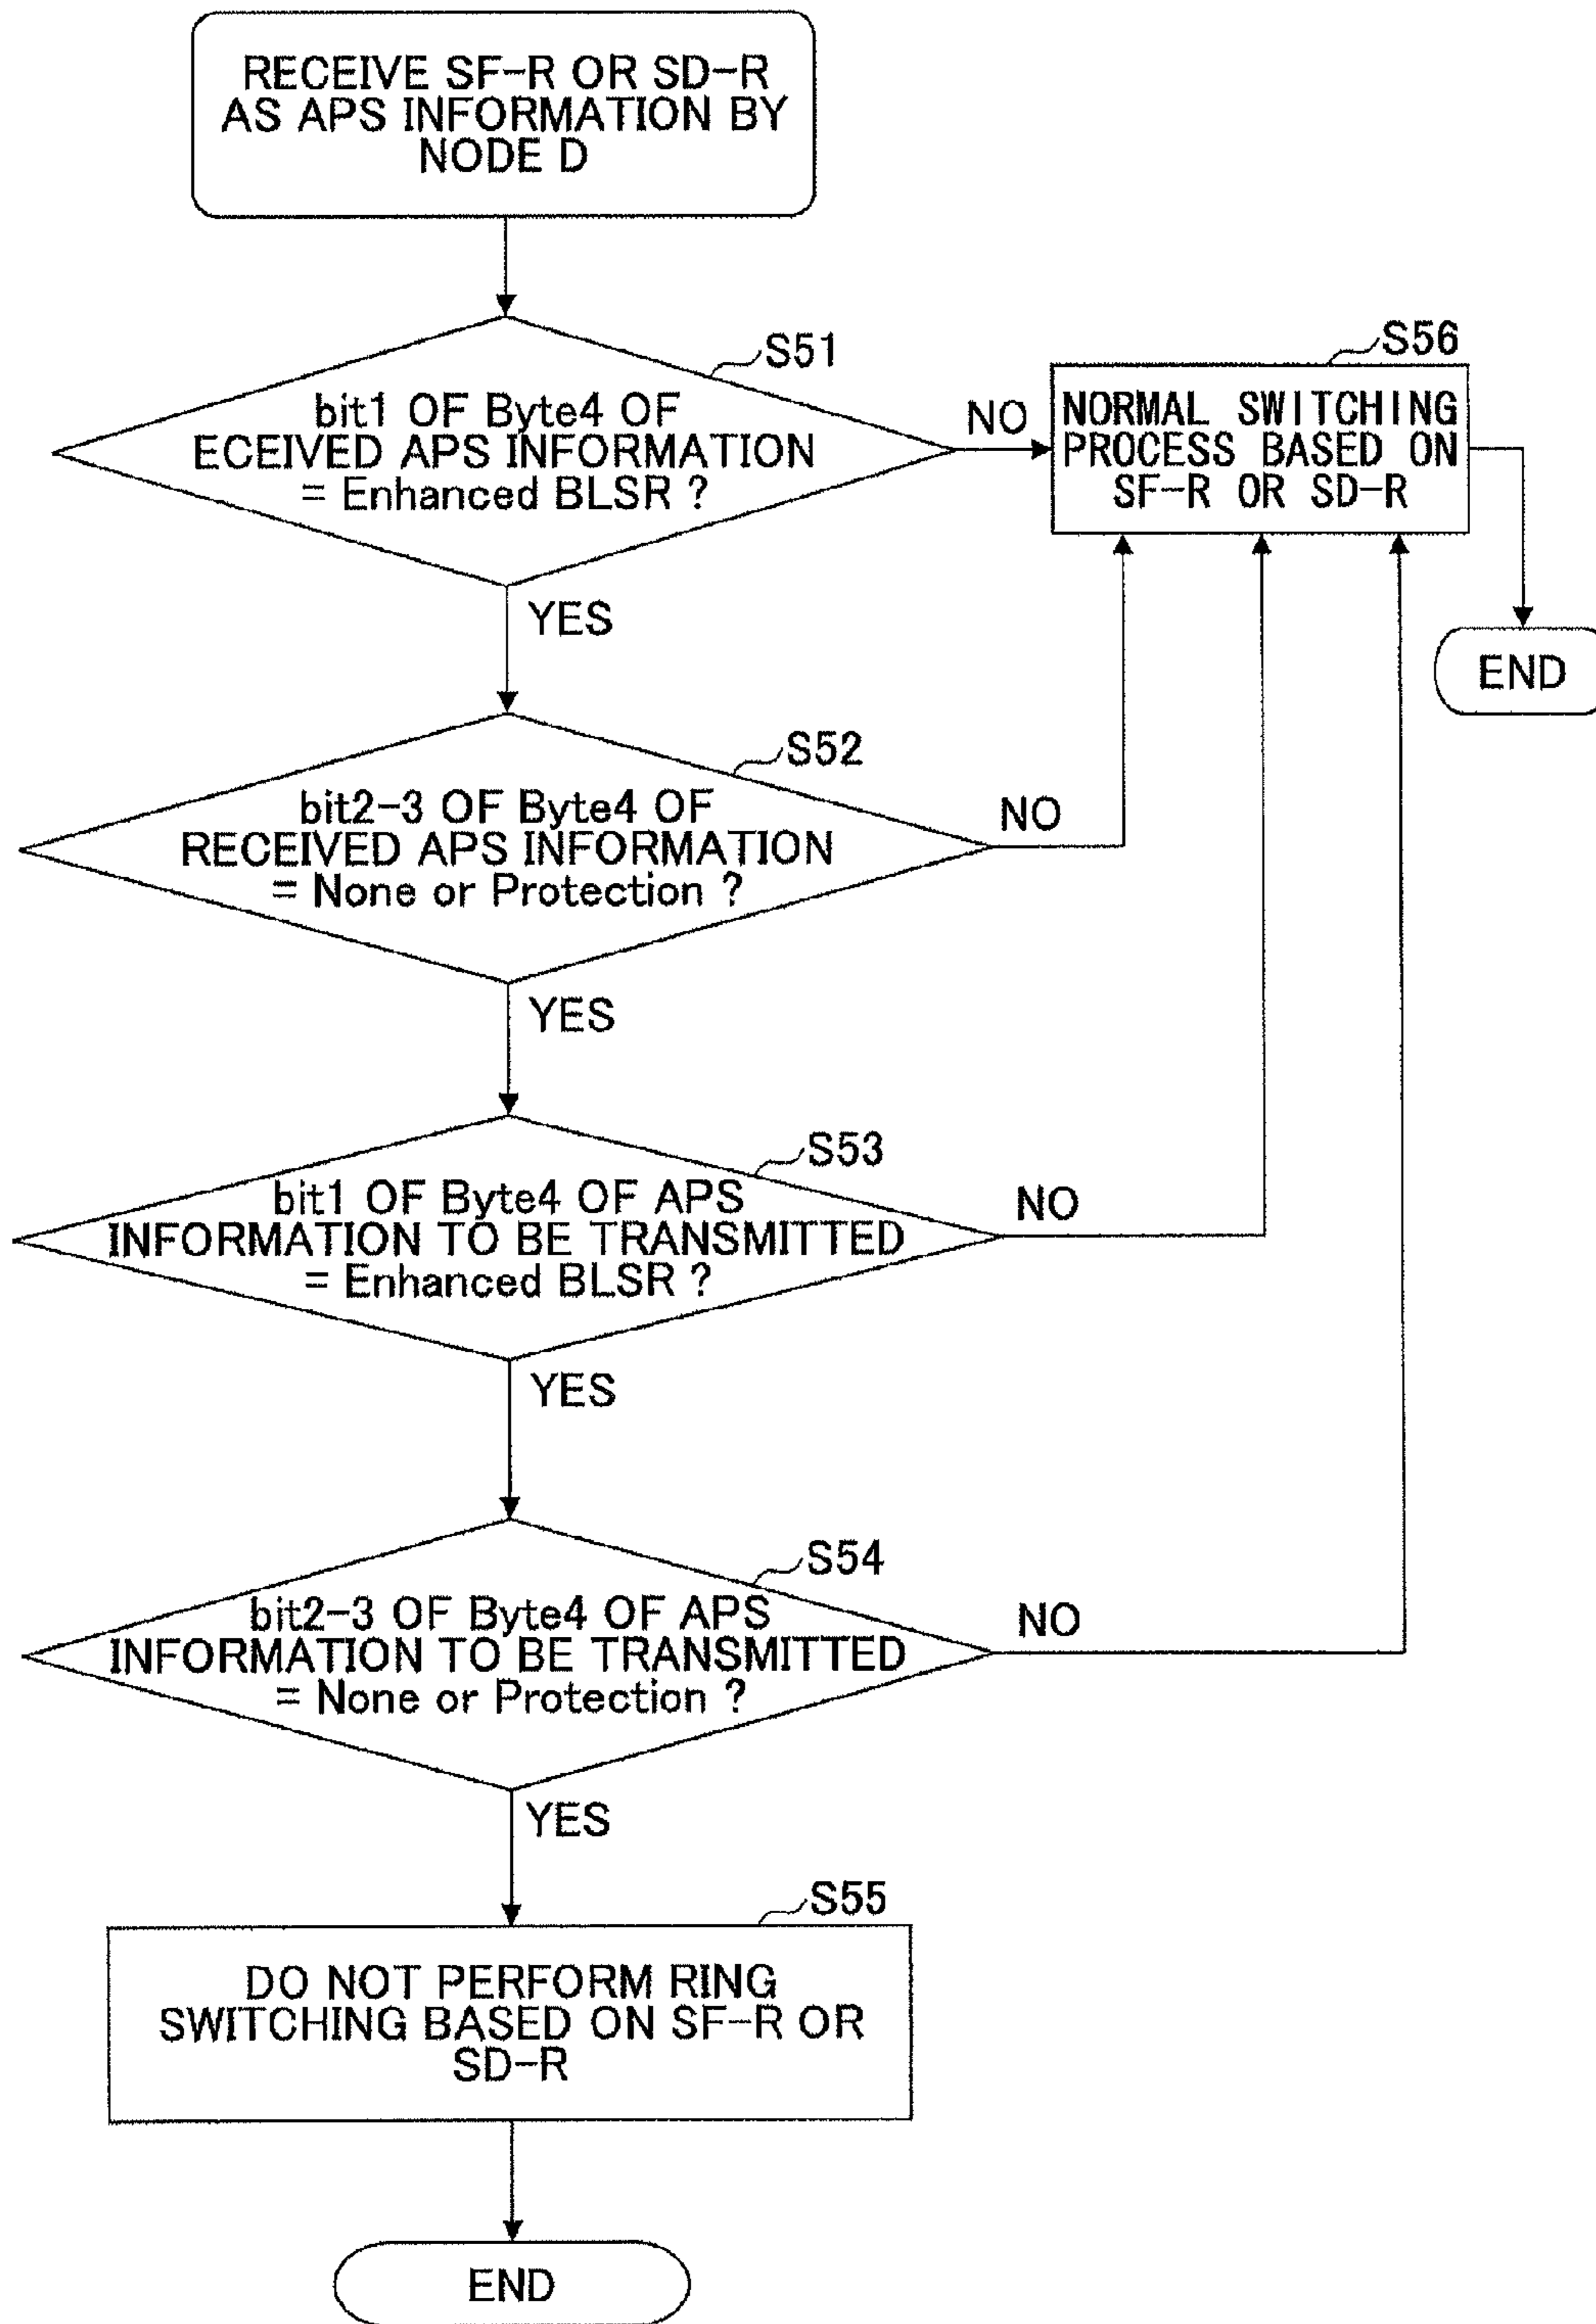 RECEIVE SF-R OR SD-R
AS APS INFORMATION BY
NODE D
S51
bit1 OF Byte4 OF
ECEIVED APS INFORMATION
= Enhanced BLSR ?
NO
S56
NORMAL SWITCHING
PROCESS BASED ON
SF-R OR SD-R
END
YES
S52
bit2-3 OF Byte4 OF
RECEIVED APS INFORMATION
= None or Protection ?
NO
YES
S53
bit1 OF Byte4 OF APS
INFORMATION TO BE TRANSMITTED
= Enhanced BLSR ?
NO
YES
S54
bit2-3 OF Byte4 OF APS
INFORMATION TO BE TRANSMITTED
= None or Protection ?
NO
YES
S55
DO NOT PERFORM RING
SWITCHING BASED ON SF-R OR
SD-R
END